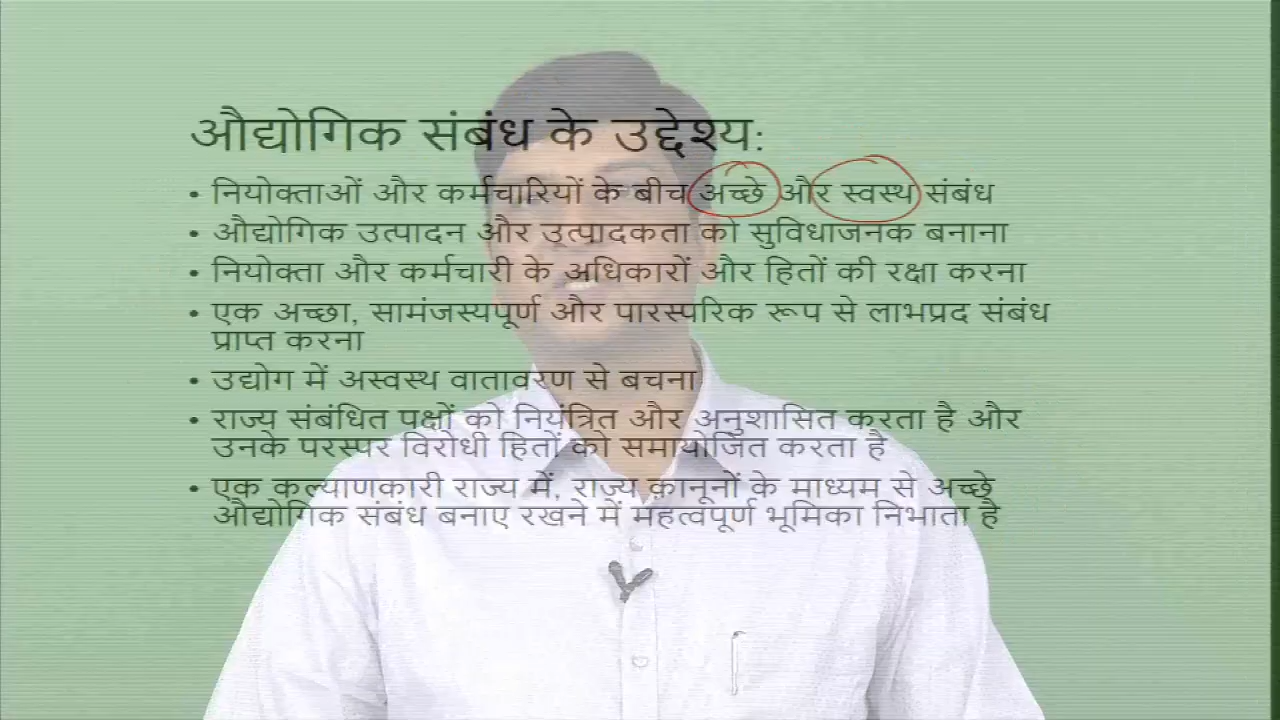 औद्योगिक संबंध के उद्देश्य:
• नियोक्ताओं और कर्मचारियों के बीच अच्छे और स्वस्थ संबंध
• औद्योगिक उत्पादन और उत्पादकता को सुविधाजनक बनाना
• नियोक्ता और कर्मचारी के अधिकारों और हितों की रक्षा करना
• एक अच्छा, सामंजस्यपूर्ण और पारस्परिक रूप से लाभप्रद संबंध
प्राप्त करना
• उद्योग में अस्वस्थ वातावरण से बचना
• राज्य संबंधित पक्षों को नियंत्रित और अनुशासित करता है और
उनके परस्पर विरोधी हितों को समायोजित करता है
• एक कल्याणकारी राज्य में, राज्य कानूनों के माध्यम से अच्छे
औद्योगिक संबंध बनाए रखने में महत्वपूर्ण भूमिका निभाता है